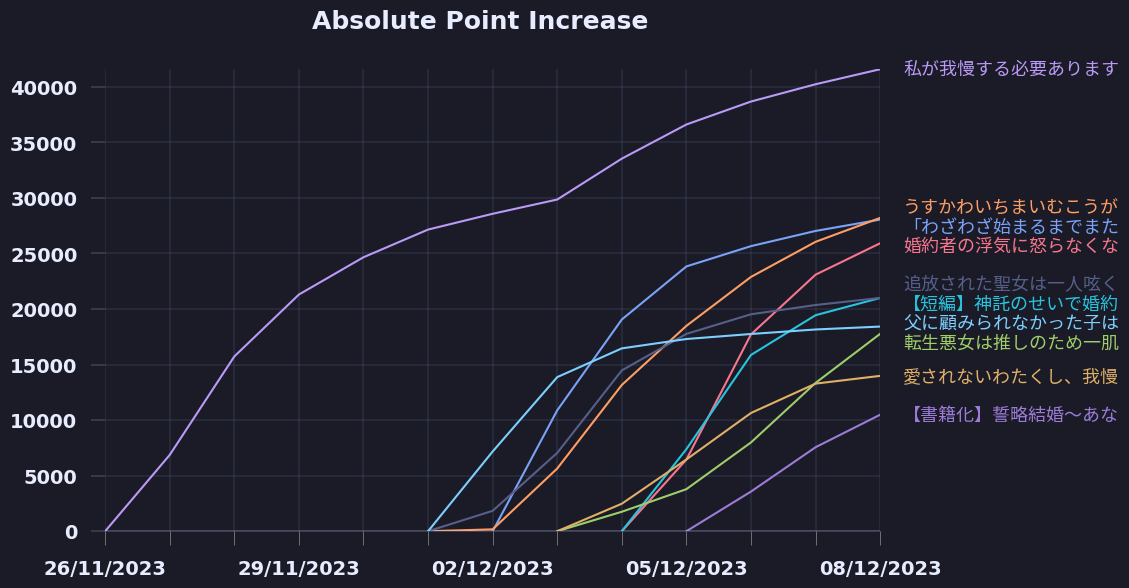 Absolute Point Increase
私が我慢する必要あります
40000
35000
30000
うすかわいちまいむこうが
「わざわざ始まるまでまた
婚約者の浮気に怒らなくな
25000
追放された聖女は一人呟く
20000
【短編】神託のせいで婚約
父に顧みられなかった子は
転生悪女は推しのため一肌
15000
愛されないわたくし、我慢
10000
【書籍化】誓略結婚〜あな
5000
0
26/11/2023 29/11/2023 02/12/2023 05/12/2023 08/12/2023